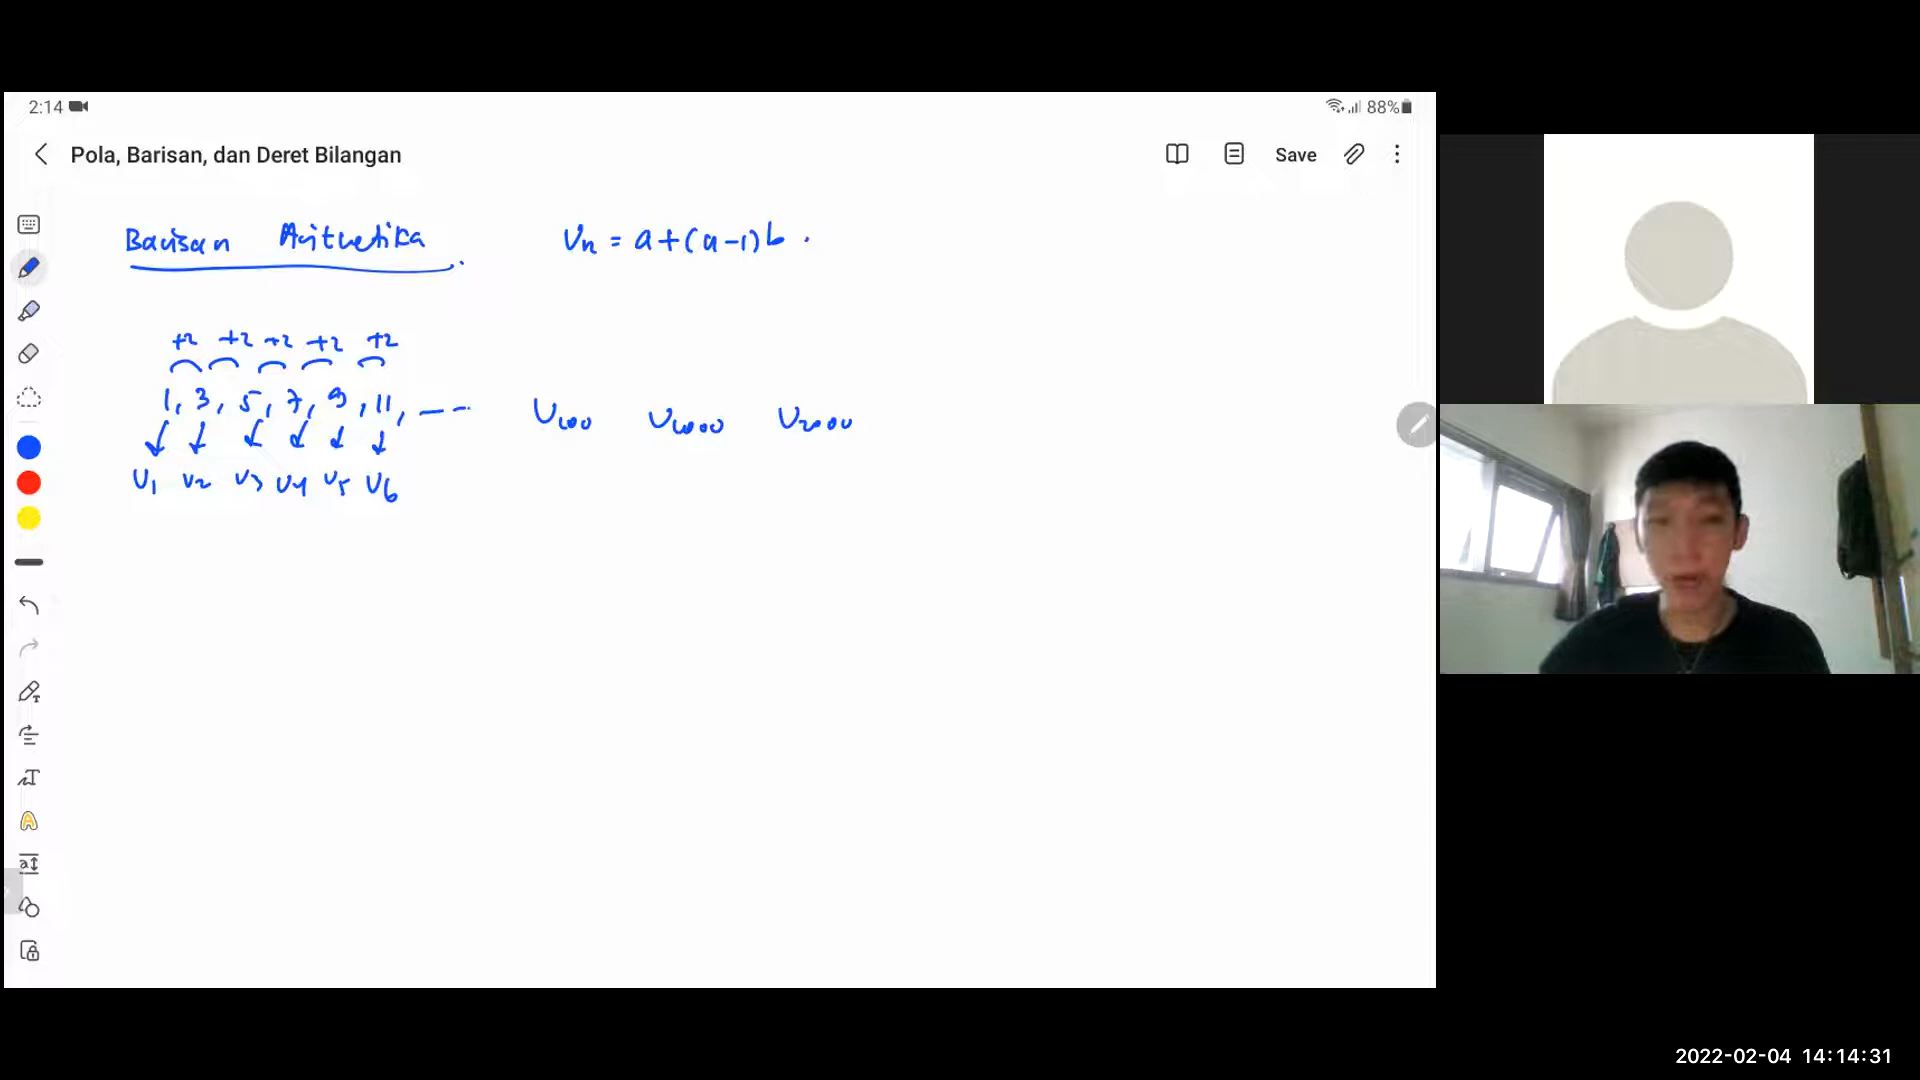 2:14 88%
Pola, Barisan, dan Deret Bilangan Save
Barisan Aritmetika Un = a+(n-1)b.
+2 +2 +2 +2 +2
1, 3, 5, 7, 9, 11, --- U100 U1000 U2000
U1 U2 U3 U4 U5 U6
2022-02-04 14:14:31